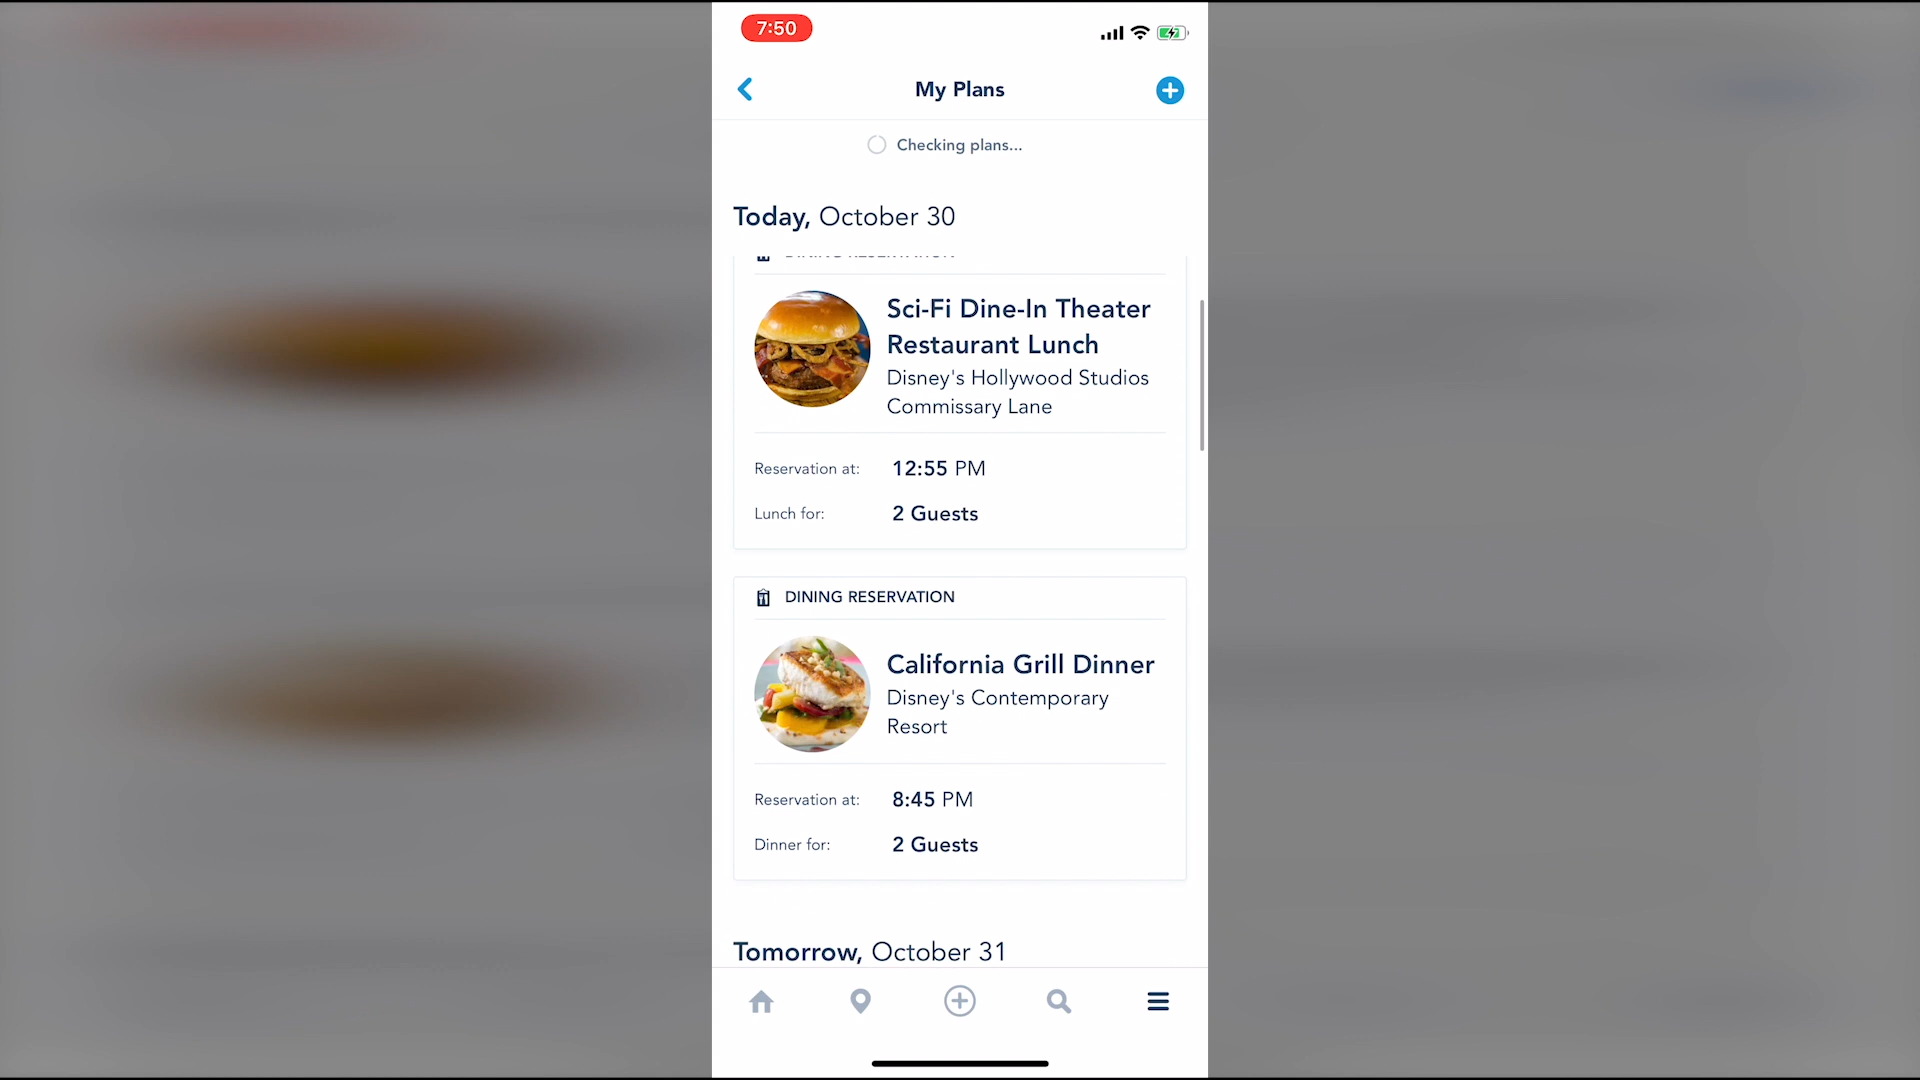 7:50
My Plans
Checking plans...
Today, October 30
Sci-Fi Dine-In Theater
Restaurant Lunch
Disney's Hollywood Studios
Commissary Lane
Reservation at: 12:55 PM
Lunch for: 2 Guests
DINING RESERVATION
California Grill Dinner
Disney's Contemporary
Resort
Reservation at: 8:45 PM
Dinner for: 2 Guests
Tomorrow, October 31